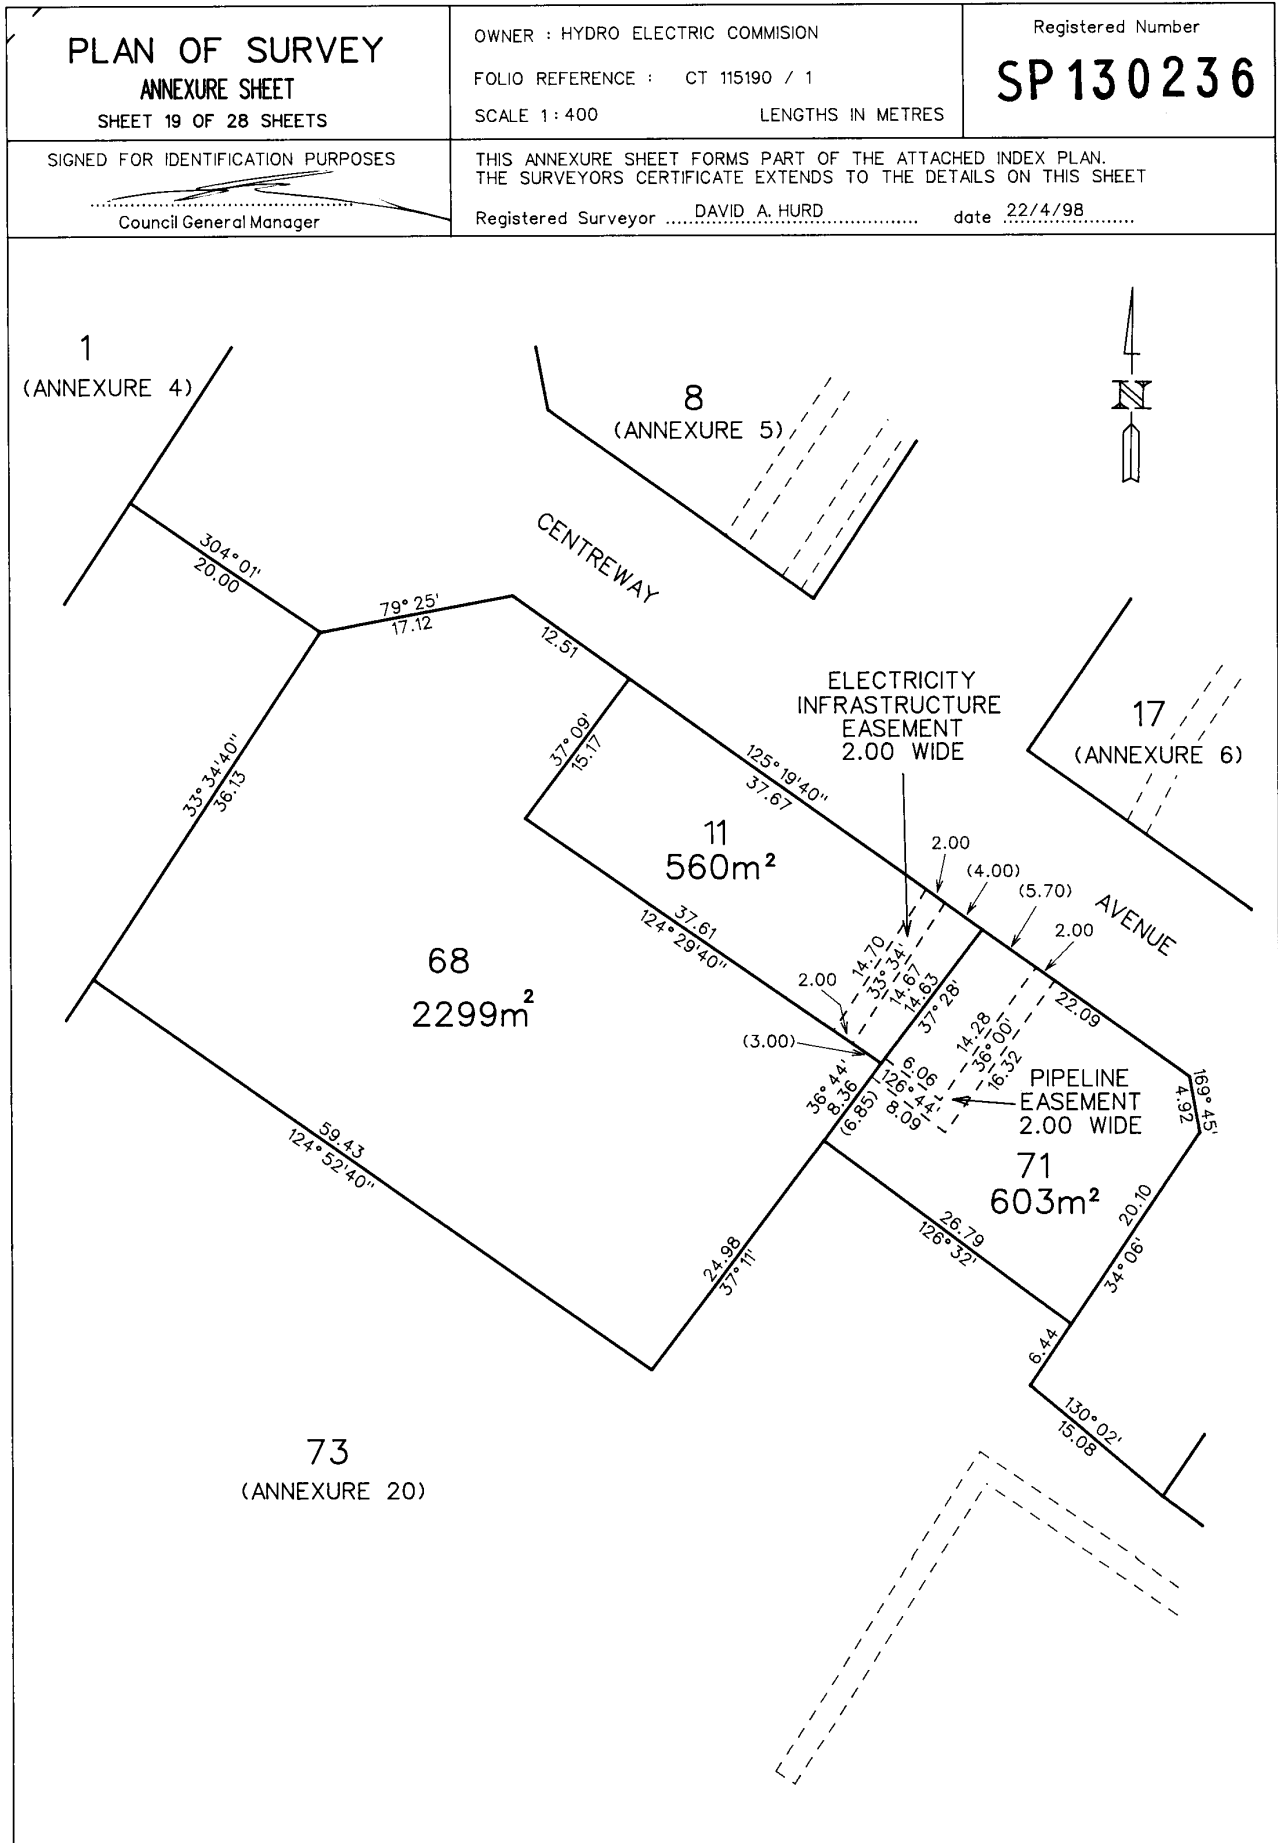 PLAN OF SURVEY
ANNEXURE SHEET
SHEET 19 OF 28 SHEETS
OWNER : HYDRO ELECTRIC COMMISION
FOLIO REFERENCE : CT 115190 / 1
SCALE 1:400 LENGTHS IN METRES
Registered Number
SP130236
SIGNED FOR IDENTIFICATION PURPOSES
Council General Manager
THIS ANNEXURE SHEET FORMS PART OF THE ATTACHED INDEX PLAN.
THE SURVEYORS CERTIFICATE EXTENDS TO THE DETAILS ON THIS SHEET
Registered Surveyor DAVID A. HURD date 22/4/98
1
(ANNEXURE 4)
8
(ANNEXURE 5)
N
CENTREWAY
304°01'
20.00
79°25'
17.12
12.51
ELECTRICITY
INFRASTRUCTURE
EASEMENT
2.00 WIDE
17
(ANNEXURE 6)
37°09'
15.17
125°19'40"
37.67
33°34'40"
36.13
11
560m²
2.00
(4.00)
(5.70)
2.00
AVENUE
37.61
124°29'40"
14.70
33°34'
14.67
14.63
37°28'
68
2299m²
2.00
(3.00)
22.09
14.28
36°00'
16.32
6.06
126°44'
8.09
36°44'
8.36
(6.85)
PIPELINE
EASEMENT
2.00 WIDE
169°45'
4.92
71
603m²
59.43
124°52'40"
26.79
126°32'
20.10
34°06'
24.98
37°11'
6.44
130°02'
15.08
73
(ANNEXURE 20)